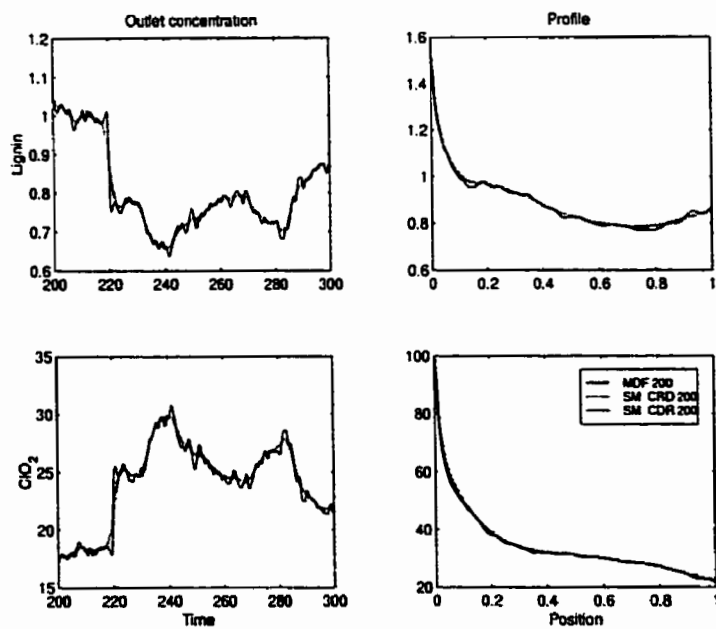 Outlet concentration
Profile
1.2
1.1
1
0.9
0.8
0.7
0.6
Lignin
200 220 240 260 280 300
1.6
1.4
1.2
1
0.8
0.6
0 0.2 0.4 0.6 0.8 1
35
30
25
20
15
ClO2
200 220 240 260 280 300
Time
100
80
60
40
20
MDF 200
SM CRD 200
SM CDR 200
0 0.2 0.4 0.6 0.8 1
Position